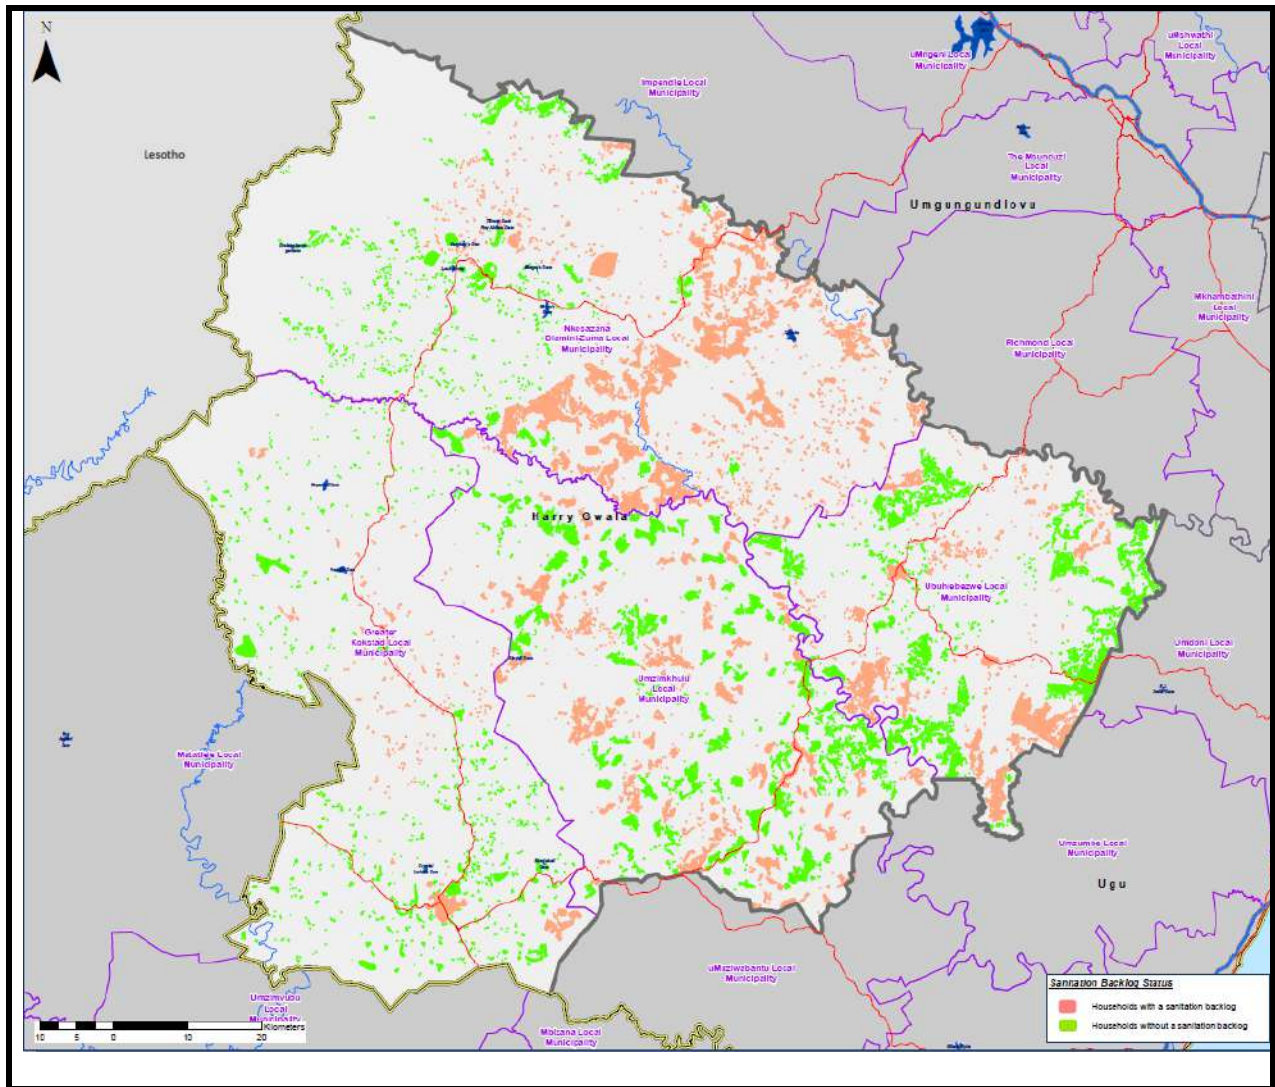 N
uMshwathi
Local
Municipality
uMngeni Local
Municipality
Impendle Local
Municipality
Lesotho
The Msunduzi
Local
Municipality
Umgungundlovu
Mkhambathini
Local
Municipality
Nkosazana
Dlamini-Zuma Local
Municipality
Richmond Local
Municipality
Harry Gwala
Ubuhlebezwe Local
Municipality
Greater
Kokstad Local
Municipality
Umdoni Local
Municipality
Umzimkhulu
Local
Municipality
Matatiele Local
Municipality
Umzumbe Local
Municipality
Ugu
uMuziwabantu Local
Municipality
Sanitation Backlog Status
Households with a sanitation backlog
Households without a sanitation backlog
Umzimvubu
Local
Municipality
Kilometers
10 5 0 10 20
Mbizana Local
Municipality